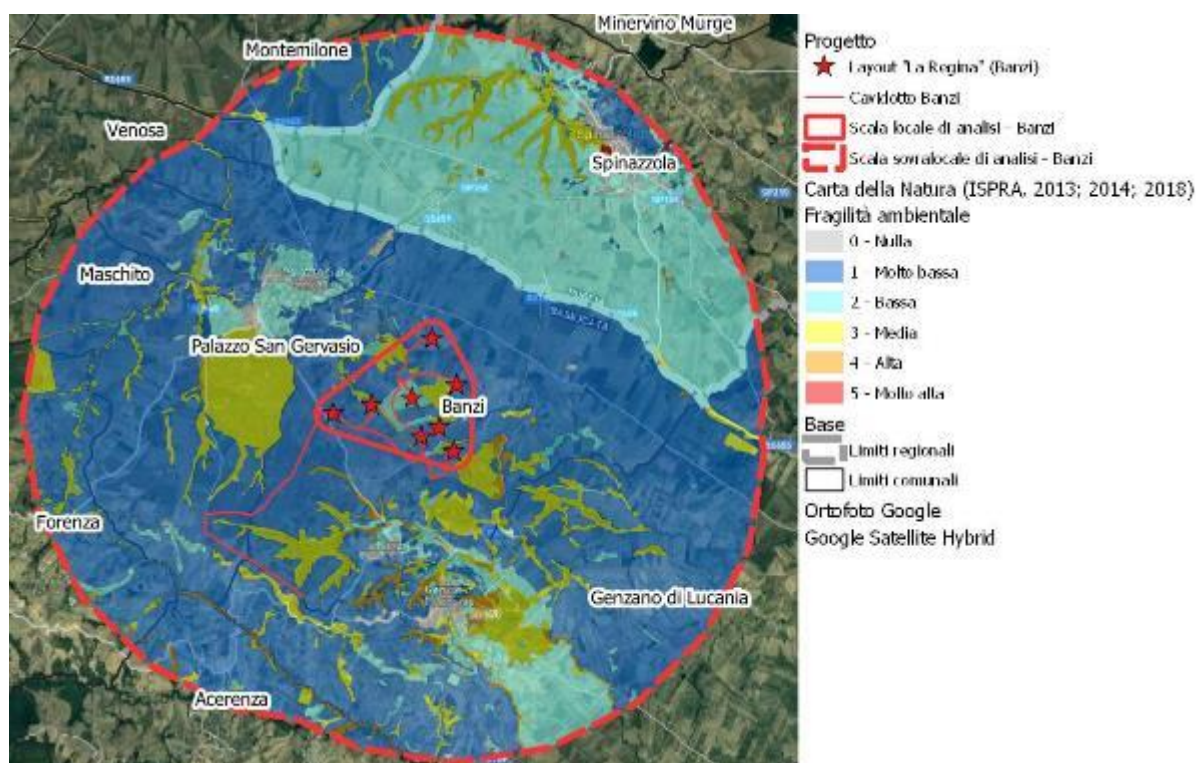 Minervino Murge
Montemilone
Venosa
Spinazzola
Maschito
Palazzo San Gervasio
Banzi
Forenza
Genzano di Lucania
Acerenza
BASILICATA
Progetto
Layout "La Regina" (Banzi)
Cavidotto Banzi
Scala locale di analisi - Banzi
Scala sovralocale di analisi - Banzi
Carta della Natura (ISPRA, 2013; 2014; 2018)
Fragilità ambientale
0 - Nulla
1 - Molto bassa
2 - Bassa
3 - Media
4 - Alta
5 - Molto alta
Base
Limiti regionali
Limiti comunali
Ortofoto Google
Google Satellite Hybrid